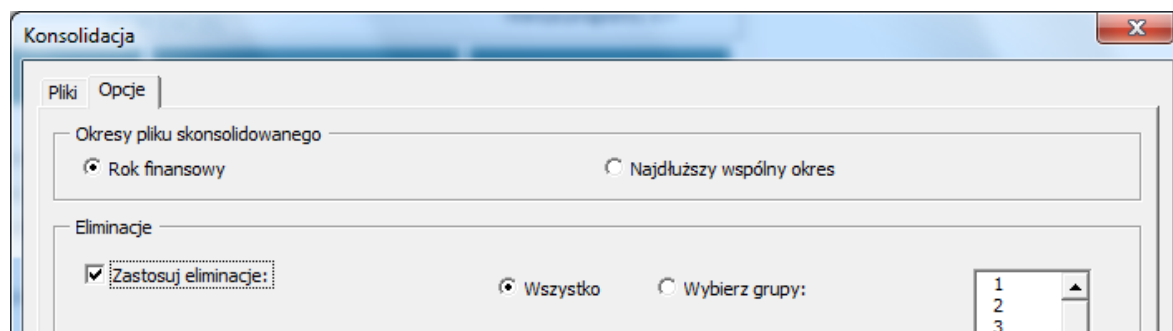 Konsolidacja
Pliki Opcje
Okresy pliku skonsolidowanego
Rok finansowy Najdłuższy wspólny okres
Eliminacje
Zastosuj eliminacje: Wszystko Wybierz grupy: 1
2
3